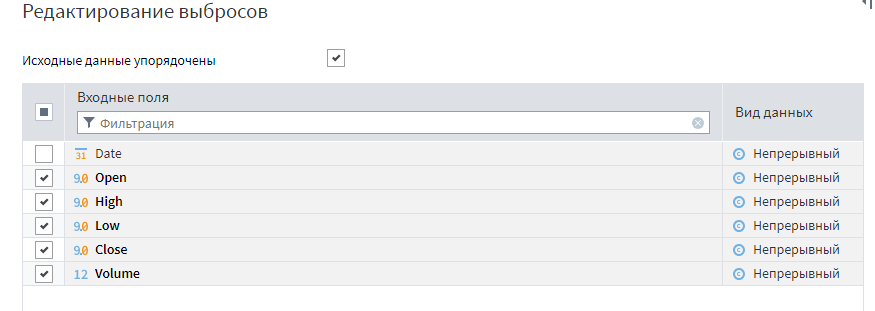 Редактирование выбросов
Исходные данные упорядочены
Входные поля
Вид данных
Фильтрация
31 Date Непрерывный
9.0 Open Непрерывный
9.0 High Непрерывный
9.0 Low Непрерывный
9.0 Close Непрерывный
12 Volume Непрерывный